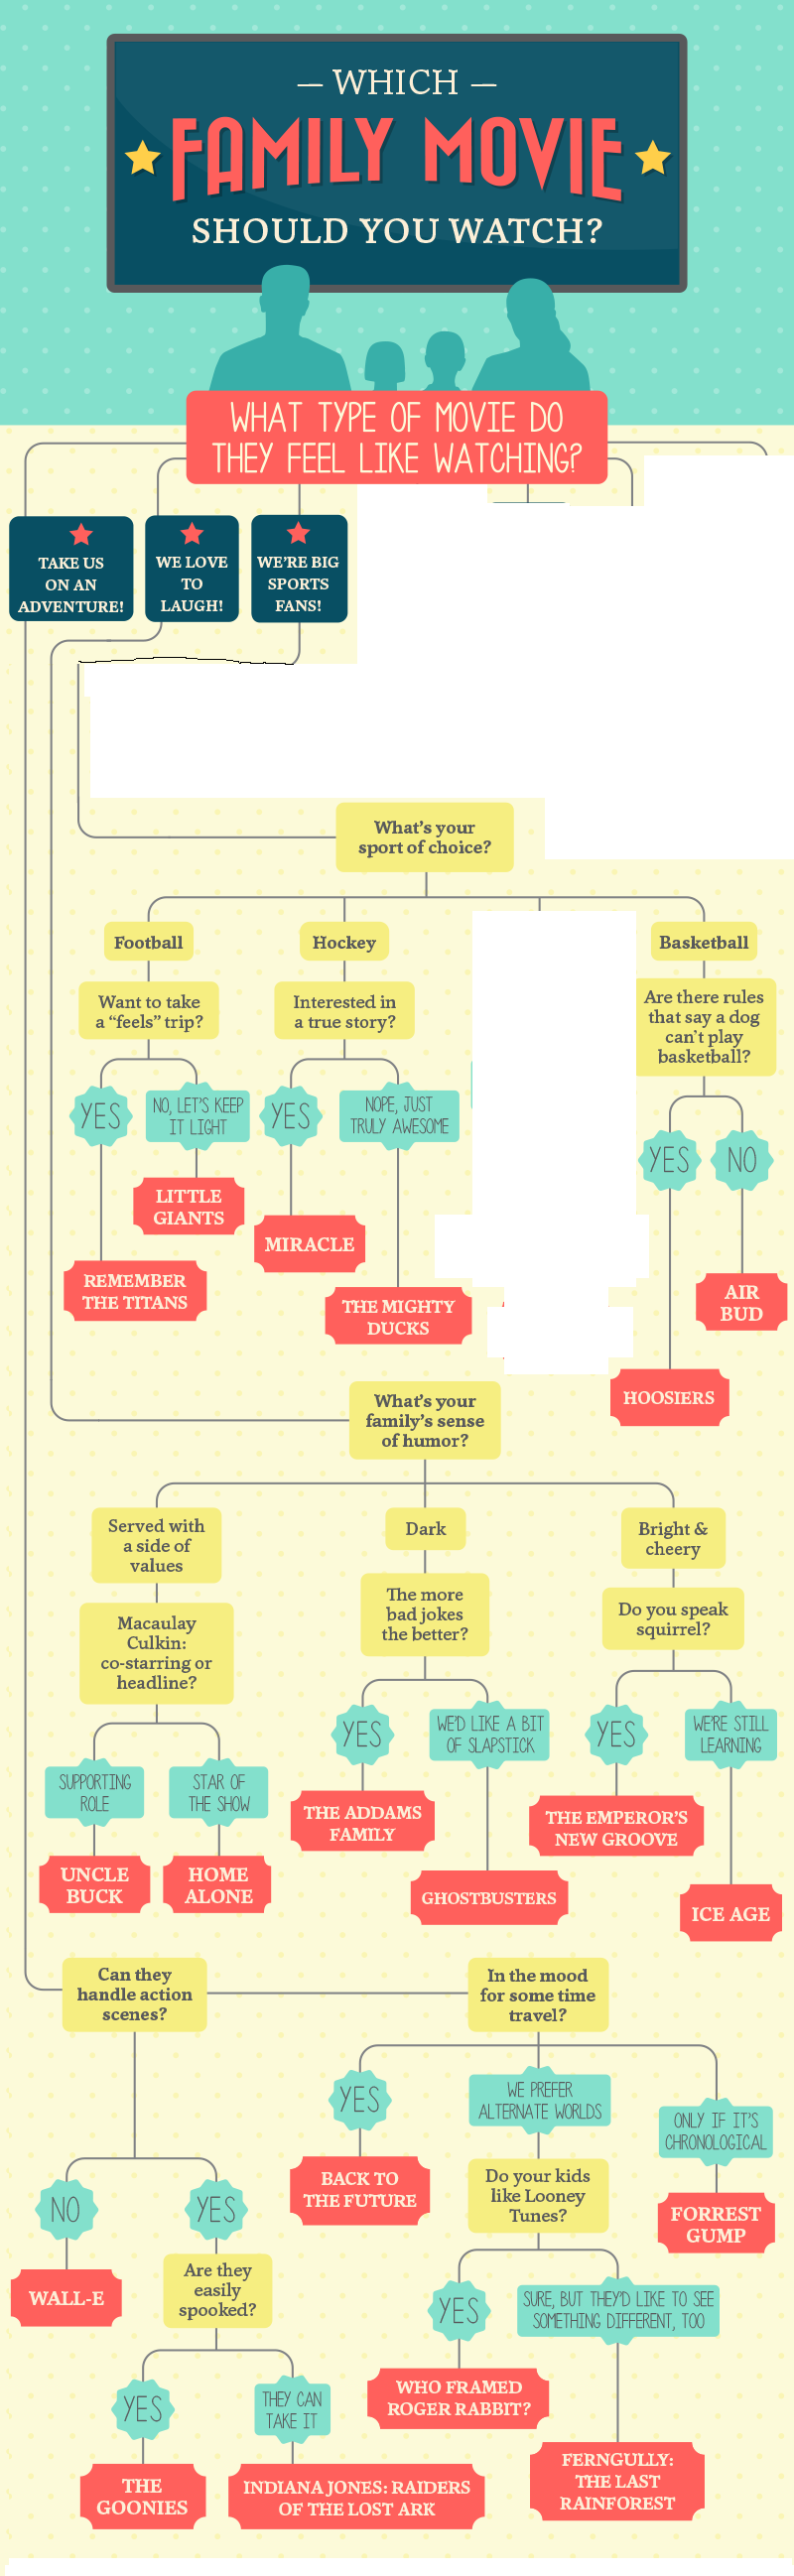 — WHICH —
FAMILY MOVIE
SHOULD YOU WATCH?
WHAT TYPE OF MOVIE DO
THEY FEEL LIKE WATCHING?
TAKE US
ON AN
ADVENTURE!
WE LOVE
TO
LAUGH!
WE'RE BIG
SPORTS
FANS!
What's your
sport of choice?
Football
Hockey
Basketball
Want to take
a "feels" trip?
Interested in
a true story?
Are there rules
that say a dog
can't play
basketball?
YES
NO, LET'S KEEP
IT LIGHT
YES
NOPE, JUST
TRULY AWESOME
YES
NO
LITTLE
GIANTS
MIRACLE
REMEMBER
THE TITANS
THE MIGHTY
DUCKS
AIR
BUD
HOOSIERS
What's your
family's sense
of humor?
Served with
a side of
values
Dark
Bright &
cheery
Macaulay
Culkin:
co-starring or
headline?
The more
bad jokes
the better?
Do you speak
squirrel?
YES
WE'D LIKE A BIT
OF SLAPSTICK
YES
WE'RE STILL
LEARNING
SUPPORTING
ROLE
STAR OF
THE SHOW
THE ADDAMS
FAMILY
THE EMPEROR'S
NEW GROOVE
UNCLE
BUCK
HOME
ALONE
GHOSTBUSTERS
ICE AGE
Can they
handle action
scenes?
In the mood
for some time
travel?
YES
WE PREFER
ALTERNATE WORLDS
ONLY IF IT'S
CHRONOLOGICAL
BACK TO
THE FUTURE
Do your kids
like Looney
Tunes?
FORREST
GUMP
NO
YES
WALL-E
Are they
easily
spooked?
YES
SURE, BUT THEY'D LIKE TO SEE
SOMETHING DIFFERENT, TOO
YES
THEY CAN
TAKE IT
WHO FRAMED
ROGER RABBIT?
THE
GOONIES
INDIANA JONES: RAIDERS
OF THE LOST ARK
FERNGULLY:
THE LAST
RAINFOREST